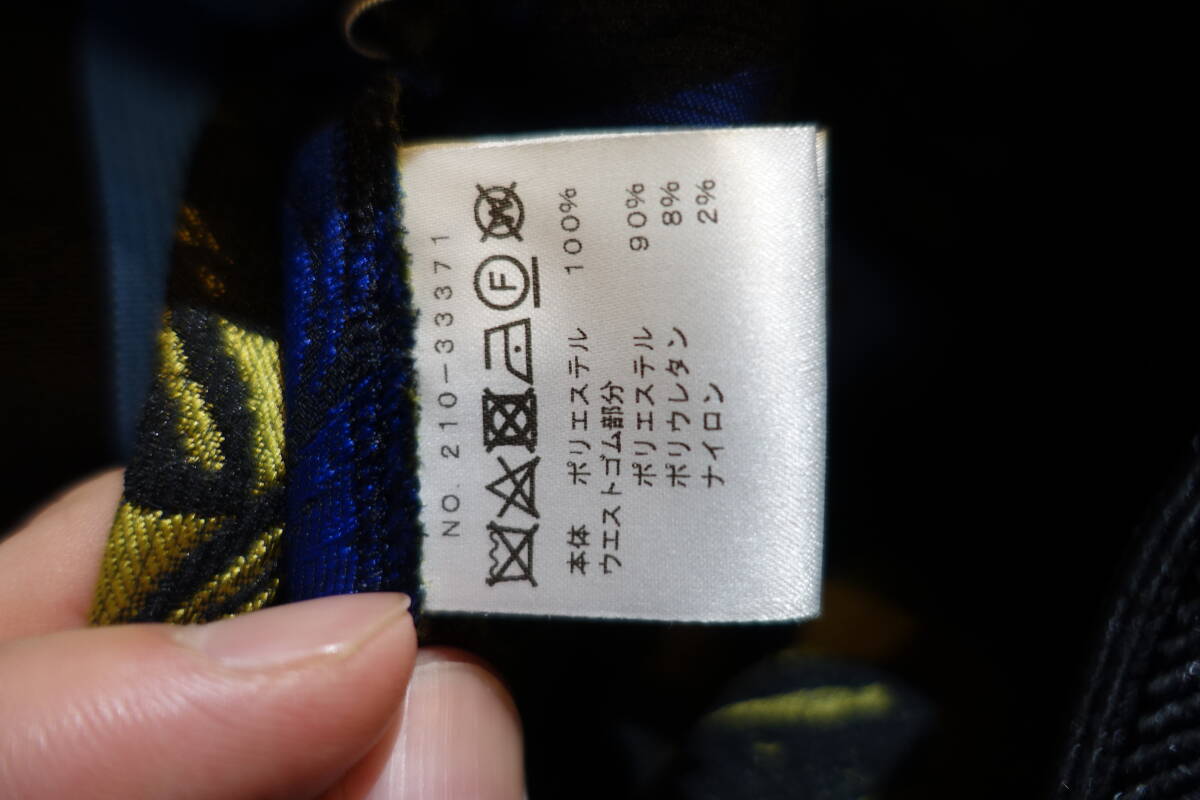 NO. 210-33371
F
W
本体 ポリエステル 100%
ウエストゴム部分
ポリエステル 90%
ポリウレタン 8%
ナイロン 2%